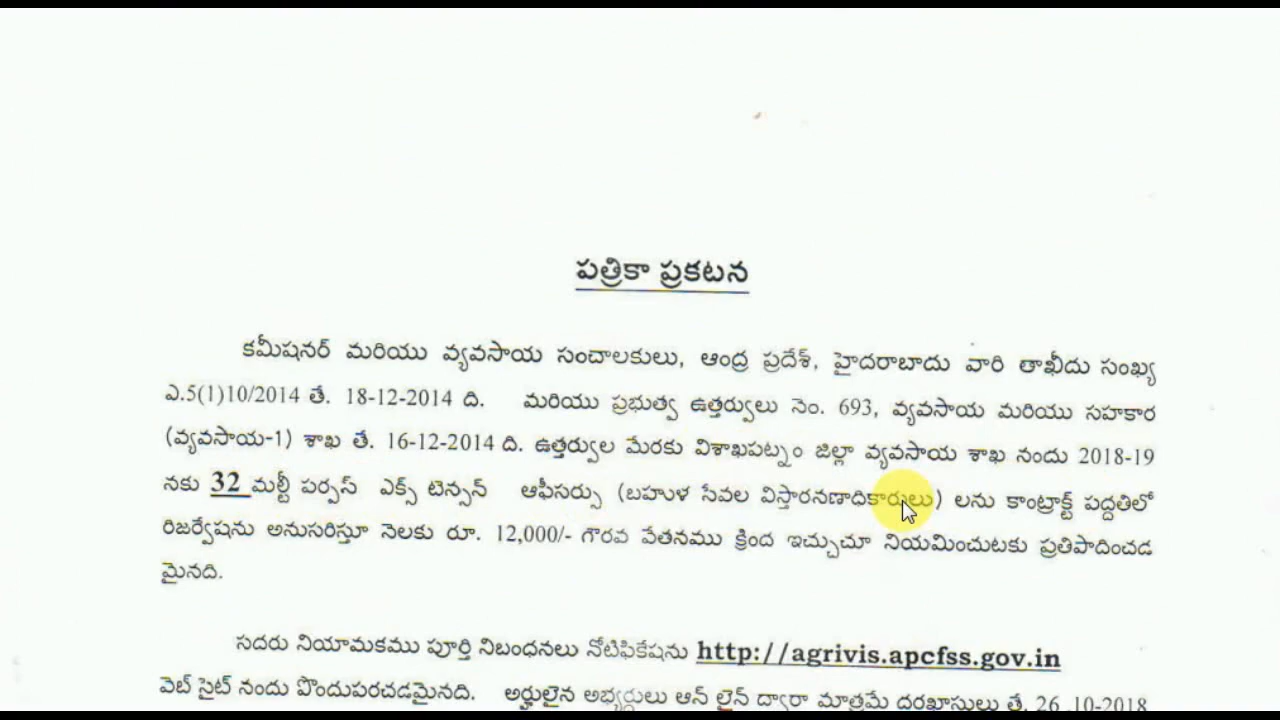 పత్రికా ప్రకటన
కమీషనర్ మరియు వ్యవసాయ సంచాలకులు, ఆంధ్ర ప్రదేశ్, హైదరాబాదు వారి తాఖీదు సంఖ్య
ఎ.5(1)10/2014 తే. 18-12-2014 ది. మరియు ప్రభుత్వ ఉత్తర్వులు నెం. 693, వ్యవసాయ మరియు సహకార
(వ్యవసాయ-1) శాఖ తే. 16-12-2014 ది. ఉత్తర్వుల మేరకు విశాఖపట్నం జిల్లా వ్యవసాయ శాఖ నందు 2018-19
నకు 32 మల్టీ పర్పస్ ఎక్స్ టెన్సన్ ఆఫీసర్సు (బహుళ సేవల విస్తారనణాధికారులు) లను కాంట్రాక్ట్ పద్దతిలో
రిజర్వేషను అనుసరిస్తూ నెలకు రూ. 12,000/- గౌరవ వేతనము క్రింద ఇచ్చుచూ నియమించుటకు ప్రతిపాదించడ
మైనది.
సదరు నియామకము పూర్తి నిబంధనలు నోటిఫికేషను http://agrivis.apcfss.gov.in
వెబ్ సైట్ నందు పొందుపరచడమైనది. అర్హులైన అభ్యర్దులు ఆన్ లైన్ ద్వారా మాత్రమే దరఖాస్తులు తే. 26 .10-2018